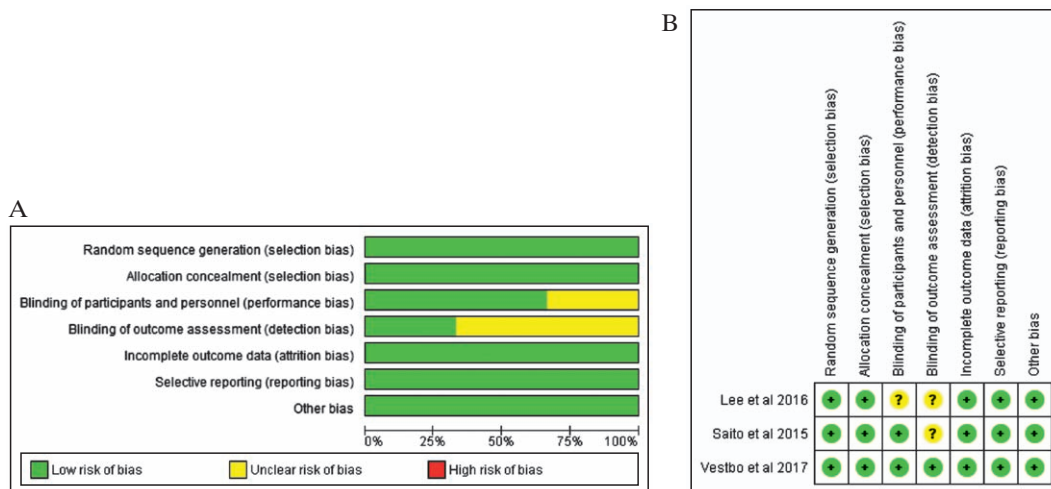 A
Random sequence generation (selection bias)
Allocation concealment (selection bias)
Blinding of participants and personnel (performance bias)
Blinding of outcome assessment (detection bias)
Incomplete outcome data (attrition bias)
Selective reporting (reporting bias)
Other bias
0% 25% 50% 75% 100%
Low risk of bias Unclear risk of bias High risk of bias
B
Random sequence generation (selection bias)
Allocation concealment (selection bias)
Blinding of participants and personnel (performance bias)
Blinding of outcome assessment (detection bias)
Incomplete outcome data (attrition bias)
Selective reporting (reporting bias)
Other bias
Lee et al 2016 + + ? ? + + +
Saito et al 2015 + + + ? + + +
Vestbo et al 2017 + + + + + + +